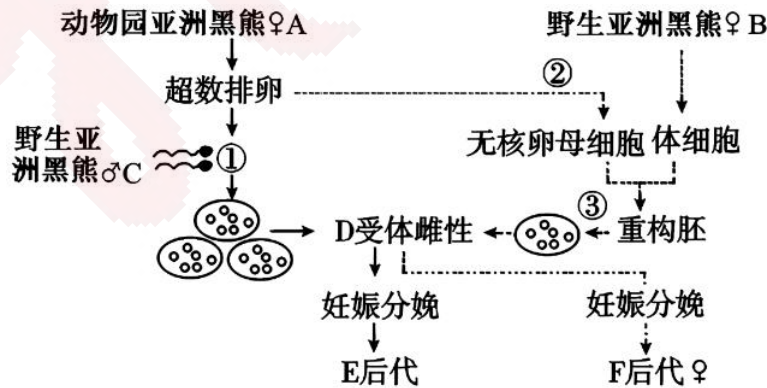 动物园亚洲黑熊♀A
野生亚洲黑熊♀B
超数排卵
②
野生亚
洲黑熊♂C
①
无核卵母细胞 体细胞
③
D受体雌性
重构胚
妊娠分娩
妊娠分娩
E后代
F后代♀